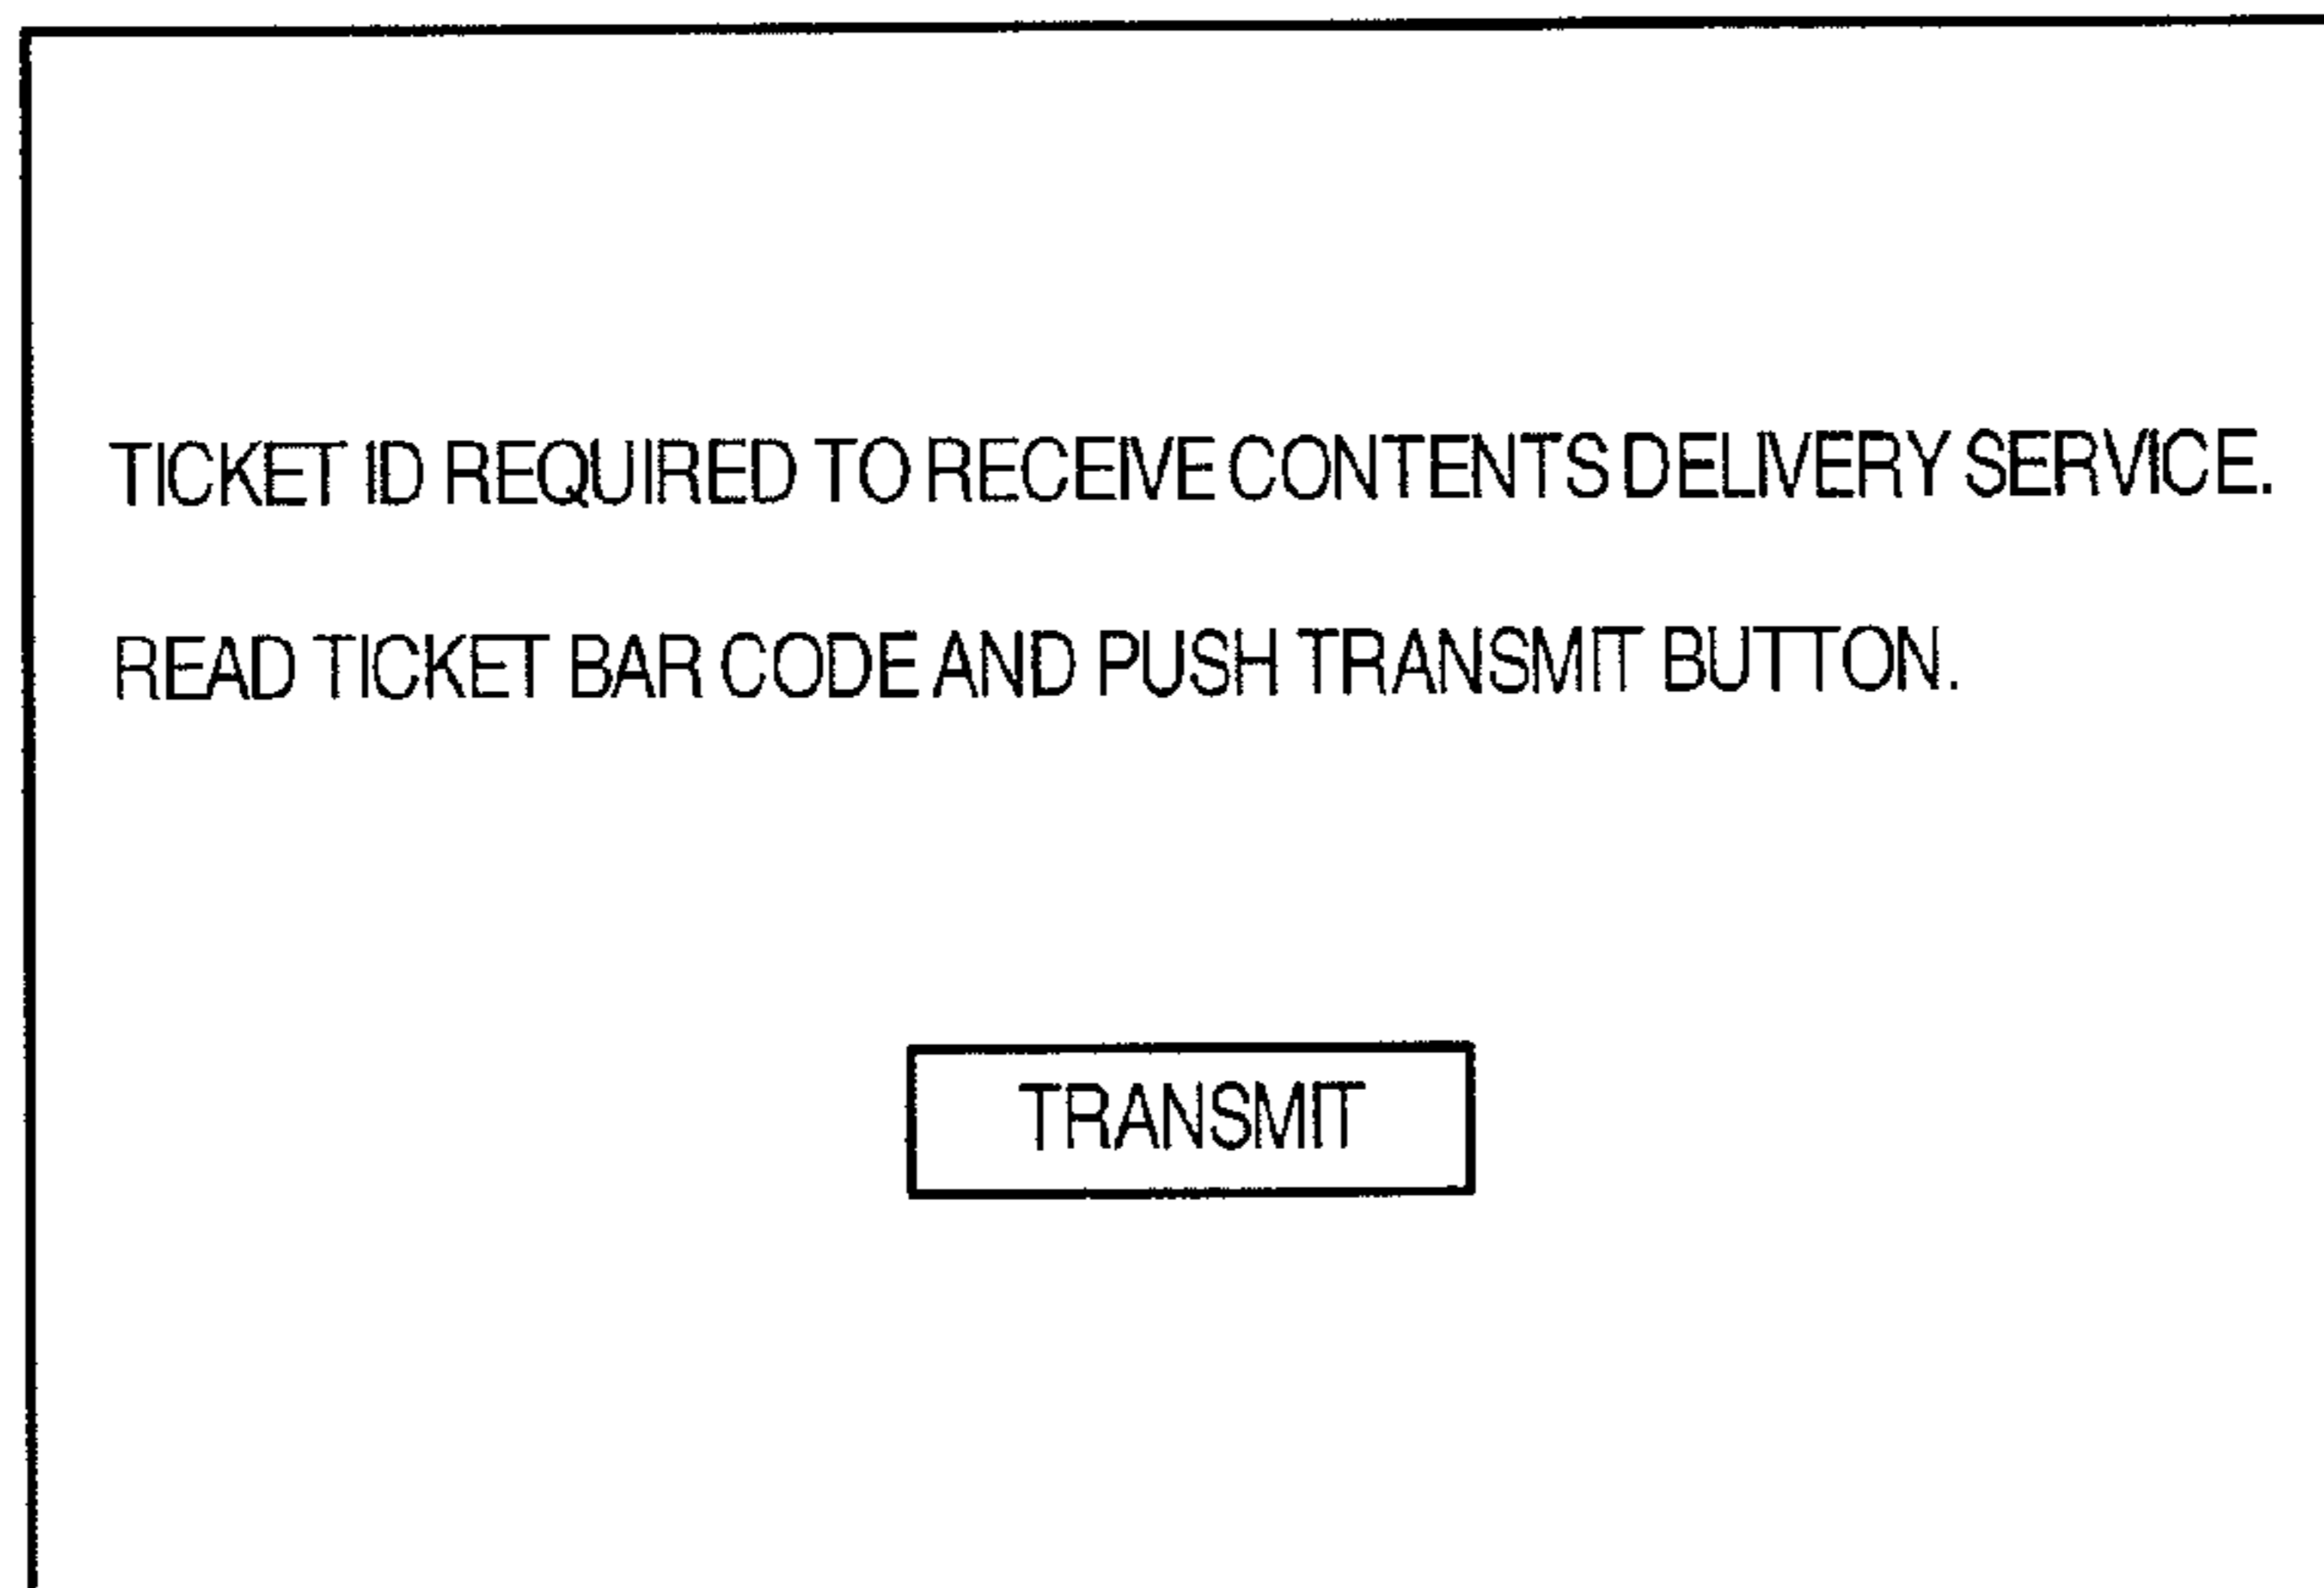 TICKET ID REQUIRED TO RECEIVE CONTENTS DELIVERY SERVICE.
READ TICKET BAR CODE AND PUSH TRANSMIT BUTTON.
TRANSMIT